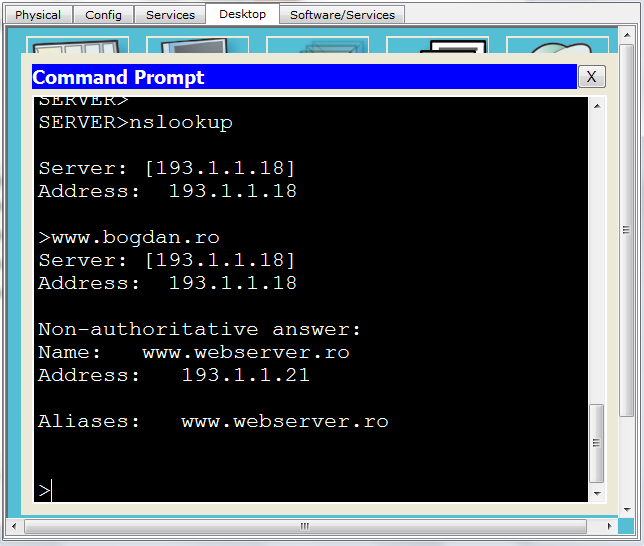 Physical Config Services Desktop Software/Services
Command Prompt X
SERVER>
SERVER>nslookup
Server: [193.1.1.18]
Address:  193.1.1.18
>www.bogdan.ro
Server: [193.1.1.18]
Address:  193.1.1.18
Non-authoritative answer:
Name:   www.webserver.ro
Address:   193.1.1.21
Aliases:   www.webserver.ro
>